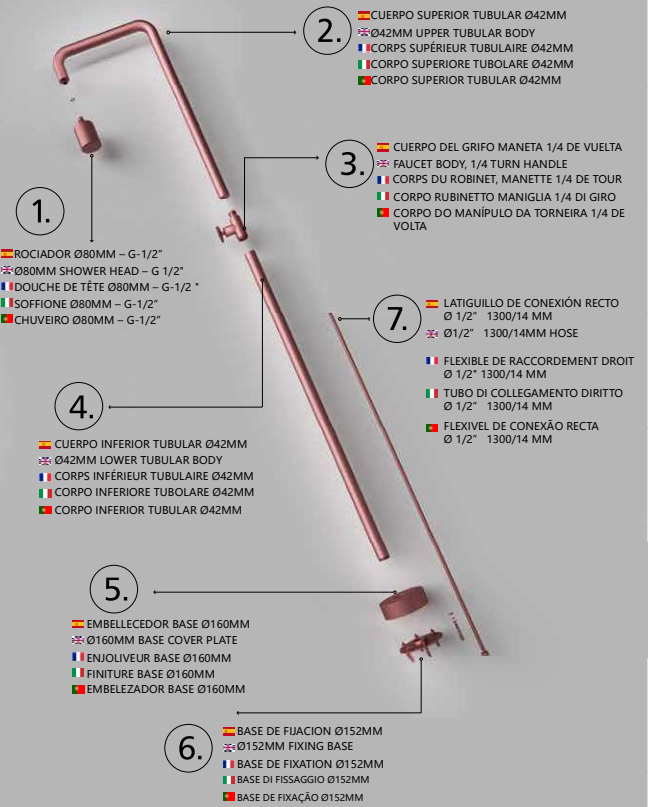 2.
CUERPO SUPERIOR TUBULAR Ø42MM
Ø42MM UPPER TUBULAR BODY
CORPS SUPÉRIEUR TUBULAIRE Ø42MM
CORPO SUPERIORE TUBOLARE Ø42MM
CORPO SUPERIOR TUBULAR Ø42MM
3.
CUERPO DEL GRIFO MANETA 1/4 DE VUELTA
FAUCET BODY, 1/4 TURN HANDLE
CORPS DU ROBINET, MANETTE 1/4 DE TOUR
CORPO RUBINETTO MANIGLIA 1/4 DI GIRO
CORPO DO MANÍPULO DA TORNEIRA 1/4 DE
VOLTA
1.
ROCIADOR Ø80MM – G-1/2”
Ø80MM SHOWER HEAD – G 1/2"
DOUCHE DE TÊTE Ø80MM – G-1/2 "
SOFFIONE Ø80MM – G-1/2”
CHUVEIRO Ø80MM – G-1/2”
7.
LATIGUILLO DE CONEXIÓN RECTO
Ø 1/2” 1300/14 MM
Ø1/2” 1300/14MM HOSE
FLEXIBLE DE RACCORDEMENT DROIT
Ø 1/2" 1300/14 MM
TUBO DI COLLEGAMENTO DIRITTO
Ø 1/2” 1300/14 MM
FLEXIVEL DE CONEXÃO RECTA
Ø 1/2” 1300/14 MM
4.
CUERPO INFERIOR TUBULAR Ø42MM
Ø42MM LOWER TUBULAR BODY
CORPS INFÉRIEUR TUBULAIRE Ø42MM
CORPO INFERIORE TUBOLARE Ø42MM
CORPO INFERIOR TUBULAR Ø42MM
5.
EMBELLECEDOR BASE Ø160MM
Ø160MM BASE COVER PLATE
ENJOLIVEUR BASE Ø160MM
FINITURE BASE Ø160MM
EMBELEZADOR BASE Ø160MM
6.
BASE DE FIJACION Ø152MM
Ø152MM FIXING BASE
BASE DE FIXATION Ø152MM
BASE DI FISSAGGIO Ø152MM
BASE DE FIXAÇÃO Ø152MM